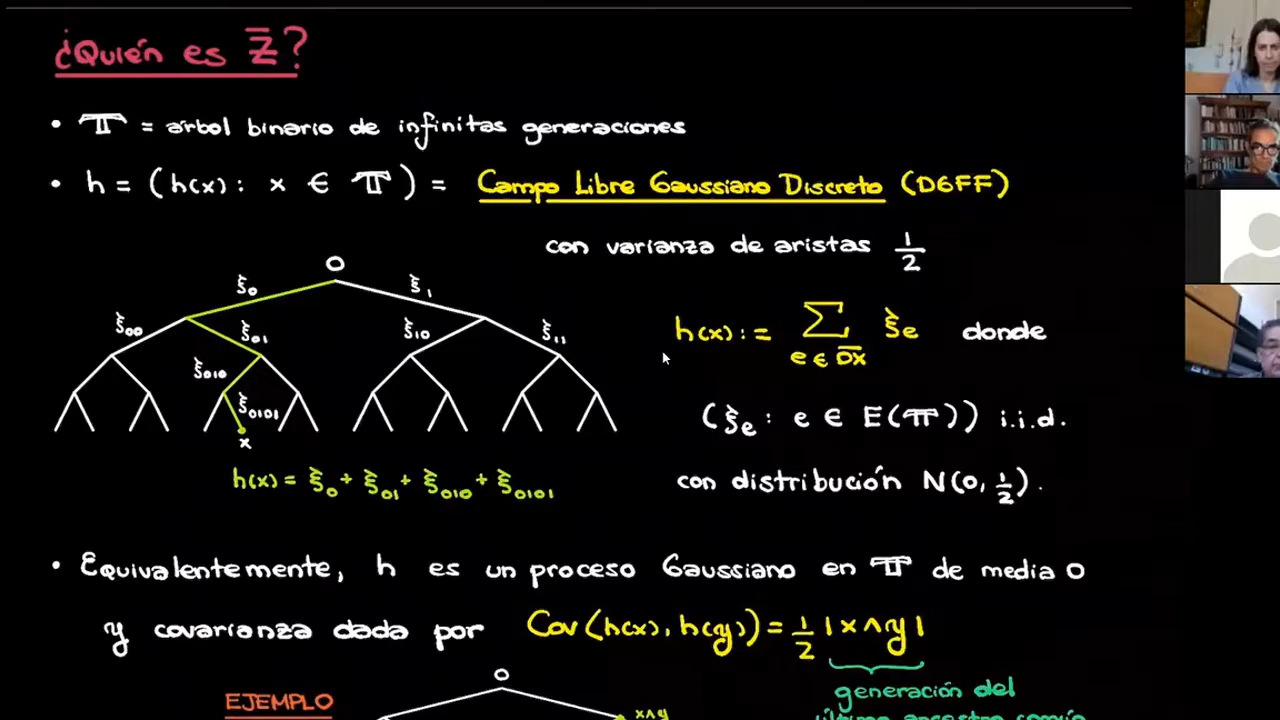 ¿Quién es Z̄?
• 𝕋 = árbol binario de infinitas generaciones
• h = (h(x) : x ∈ 𝕋) = Campo Libre Gaussiano Discreto (DGFF)
con varianza de aristas 1/2
0
ξ₀ ξ₁
ξ₀₀ ξ₀₁ ξ₁₀ ξ₁₁
ξ₀₁₀
ξ₀₁₀₁
x
h(x) = ξ₀ + ξ₀₁ + ξ₀₁₀ + ξ₀₁₀₁
h(x) := ∑ ξₑ donde
e ∈ 0x̄
(ξₑ : e ∈ E(𝕋)) i.i.d.
con distribución N(0, 1/2).
• Equivalentemente, h es un proceso Gaussiano en 𝕋 de media 0
y covarianza dada por Cov(h(x), h(y)) = 1/2 |x∧y|
generación del
último ancestro común
EJEMPLO
0
x∧y